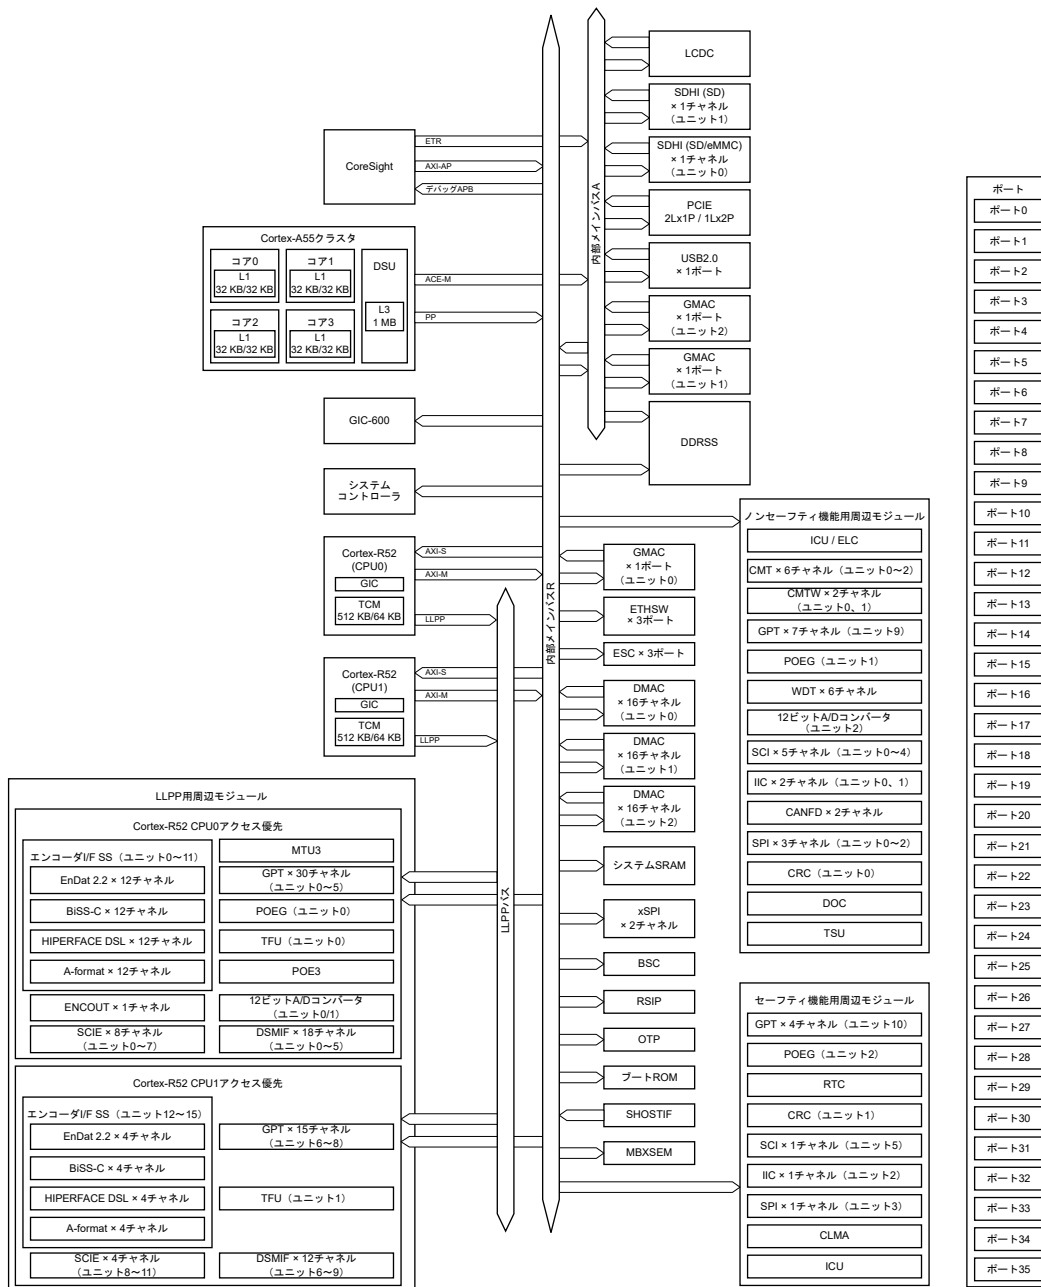 CoreSight
ETR
AXI-AP
デバッグAPB
Cortex-A55クラスタ
コア0
L1
32 KB/32 KB
コア1
L1
32 KB/32 KB
コア2
L1
32 KB/32 KB
コア3
L1
32 KB/32 KB
DSU
L3
1 MB
ACE-M
PP
GIC-600
システム
コントローラ
Cortex-R52
(CPU0)
GIC
TCM
512 KB/64 KB
AXI-S
AXI-M
LLPP
Cortex-R52
(CPU1)
GIC
TCM
512 KB/64 KB
AXI-S
AXI-M
LLPP
LLPP用周辺モジュール
Cortex-R52 CPU0アクセス優先
エンコーダI/F SS（ユニット0～11）
EnDat 2.2 × 12チャネル
BiSS-C × 12チャネル
HIPERFACE DSL × 12チャネル
A-format × 12チャネル
ENCOUT × 1チャネル
SCIE × 8チャネル
（ユニット0～7）
MTU3
GPT × 30チャネル
（ユニット0～5）
POEG（ユニット0）
TFU（ユニット0）
POE3
12ビットA/Dコンバータ
（ユニット0/1）
DSMIF × 18チャネル
（ユニット0～5）
Cortex-R52 CPU1アクセス優先
エンコーダI/F SS（ユニット12～15）
EnDat 2.2 × 4チャネル
BiSS-C × 4チャネル
HIPERFACE DSL × 4チャネル
A-format × 4チャネル
SCIE × 4チャネル
（ユニット8～11）
GPT × 15チャネル
（ユニット6～8）
TFU（ユニット1）
DSMIF × 12チャネル
（ユニット6～9）
LLPPバス
内部メインバスR
内部メインバスA
LCDC
SDHI (SD)
× 1チャネル
（ユニット1）
SDHI (SD/eMMC)
× 1チャネル
（ユニット0）
PCIE
2Lx1P / 1Lx2P
USB2.0
× 1ポート
GMAC
× 1ポート
（ユニット2）
GMAC
× 1ポート
（ユニット1）
DDRSS
GMAC
× 1ポート
（ユニット0）
ETHSW
× 3ポート
ESC × 3ポート
DMAC
× 16チャネル
（ユニット0）
DMAC
× 16チャネル
（ユニット1）
DMAC
× 16チャネル
（ユニット2）
システムSRAM
xSPI
× 2チャネル
BSC
RSIP
OTP
ブートROM
SHOSTIF
MBXSEM
ノンセーフティ機能用周辺モジュール
ICU / ELC
CMT × 6チャネル（ユニット0～2）
CMTW × 2チャネル
（ユニット0、1）
GPT × 7チャネル（ユニット9）
POEG（ユニット1）
WDT × 6チャネル
12ビットA/Dコンバータ
（ユニット2）
SCI × 5チャネル（ユニット0～4）
IIC × 2チャネル（ユニット0、1）
CANFD × 2チャネル
SPI × 3チャネル（ユニット0～2）
CRC（ユニット0）
DOC
TSU
セーフティ機能用周辺モジュール
GPT × 4チャネル（ユニット10）
POEG（ユニット2）
RTC
CRC（ユニット1）
SCI × 1チャネル（ユニット5）
IIC × 1チャネル（ユニット2）
SPI × 1チャネル（ユニット3）
CLMA
ICU
ポート
ポート0
ポート1
ポート2
ポート3
ポート4
ポート5
ポート6
ポート7
ポート8
ポート9
ポート10
ポート11
ポート12
ポート13
ポート14
ポート15
ポート16
ポート17
ポート18
ポート19
ポート20
ポート21
ポート22
ポート23
ポート24
ポート25
ポート26
ポート27
ポート28
ポート29
ポート30
ポート31
ポート32
ポート33
ポート34
ポート35